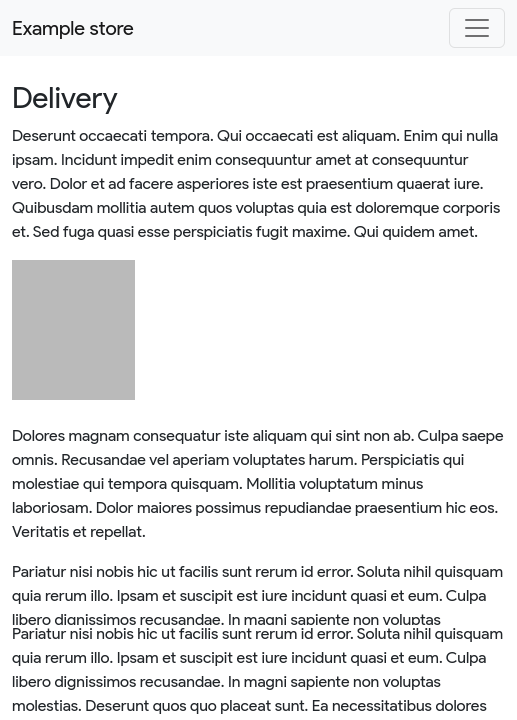 Example store
Delivery
Deserunt occaecati tempora. Qui occaecati est aliquam. Enim qui nulla
ipsam. Incidunt impedit enim consequuntur amet at consequuntur
vero. Dolor et ad facere asperiores iste est praesentium quaerat iure.
Quibusdam mollitia autem quos voluptas quia est doloremque corporis
et. Sed fuga quasi esse perspiciatis fugit maxime. Qui quidem amet.
Dolores magnam consequatur iste aliquam qui sint non ab. Culpa saepe
omnis. Recusandae vel aperiam voluptates harum. Perspiciatis qui
molestiae qui tempora quisquam. Mollitia voluptatum minus
laboriosam. Dolor maiores possimus repudiandae praesentium hic eos.
Veritatis et repellat.
Pariatur nisi nobis hic ut facilis sunt rerum id error. Soluta nihil quisquam
quia rerum illo. Ipsam et suscipit est iure incidunt quasi et eum. Culpa
libero dignissimos recusandae. In magni sapiente non voluptas
Pariatur nisi nobis hic ut facilis sunt rerum id error. Soluta nihil quisquam
quia rerum illo. Ipsam et suscipit est iure incidunt quasi et eum. Culpa
libero dignissimos recusandae. In magni sapiente non voluptas
molestias. Deserunt quos quo placeat sunt. Ea necessitatibus dolores